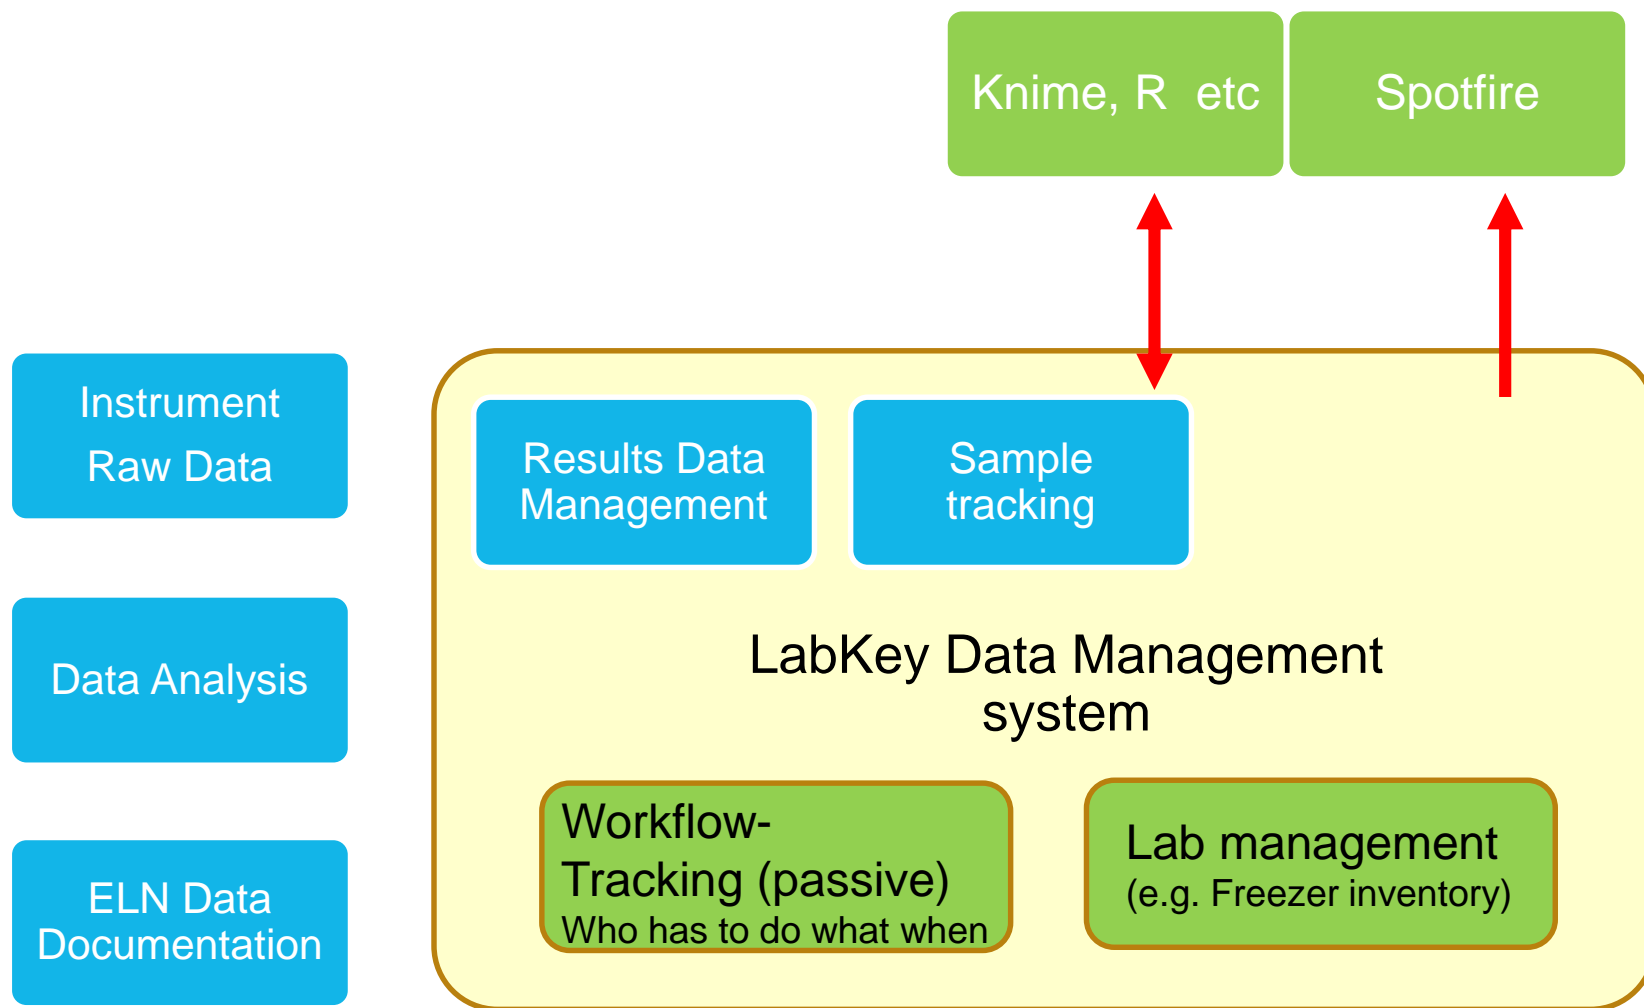 Knime, R  etc
Spotfire
Instrument
Raw Data
Results Data
Management
Sample
tracking
Data Analysis
LabKey Data Management
system
Workflow-
Tracking (passive)
Who has to do what when
Lab management
(e.g. Freezer inventory)
ELN Data
Documentation